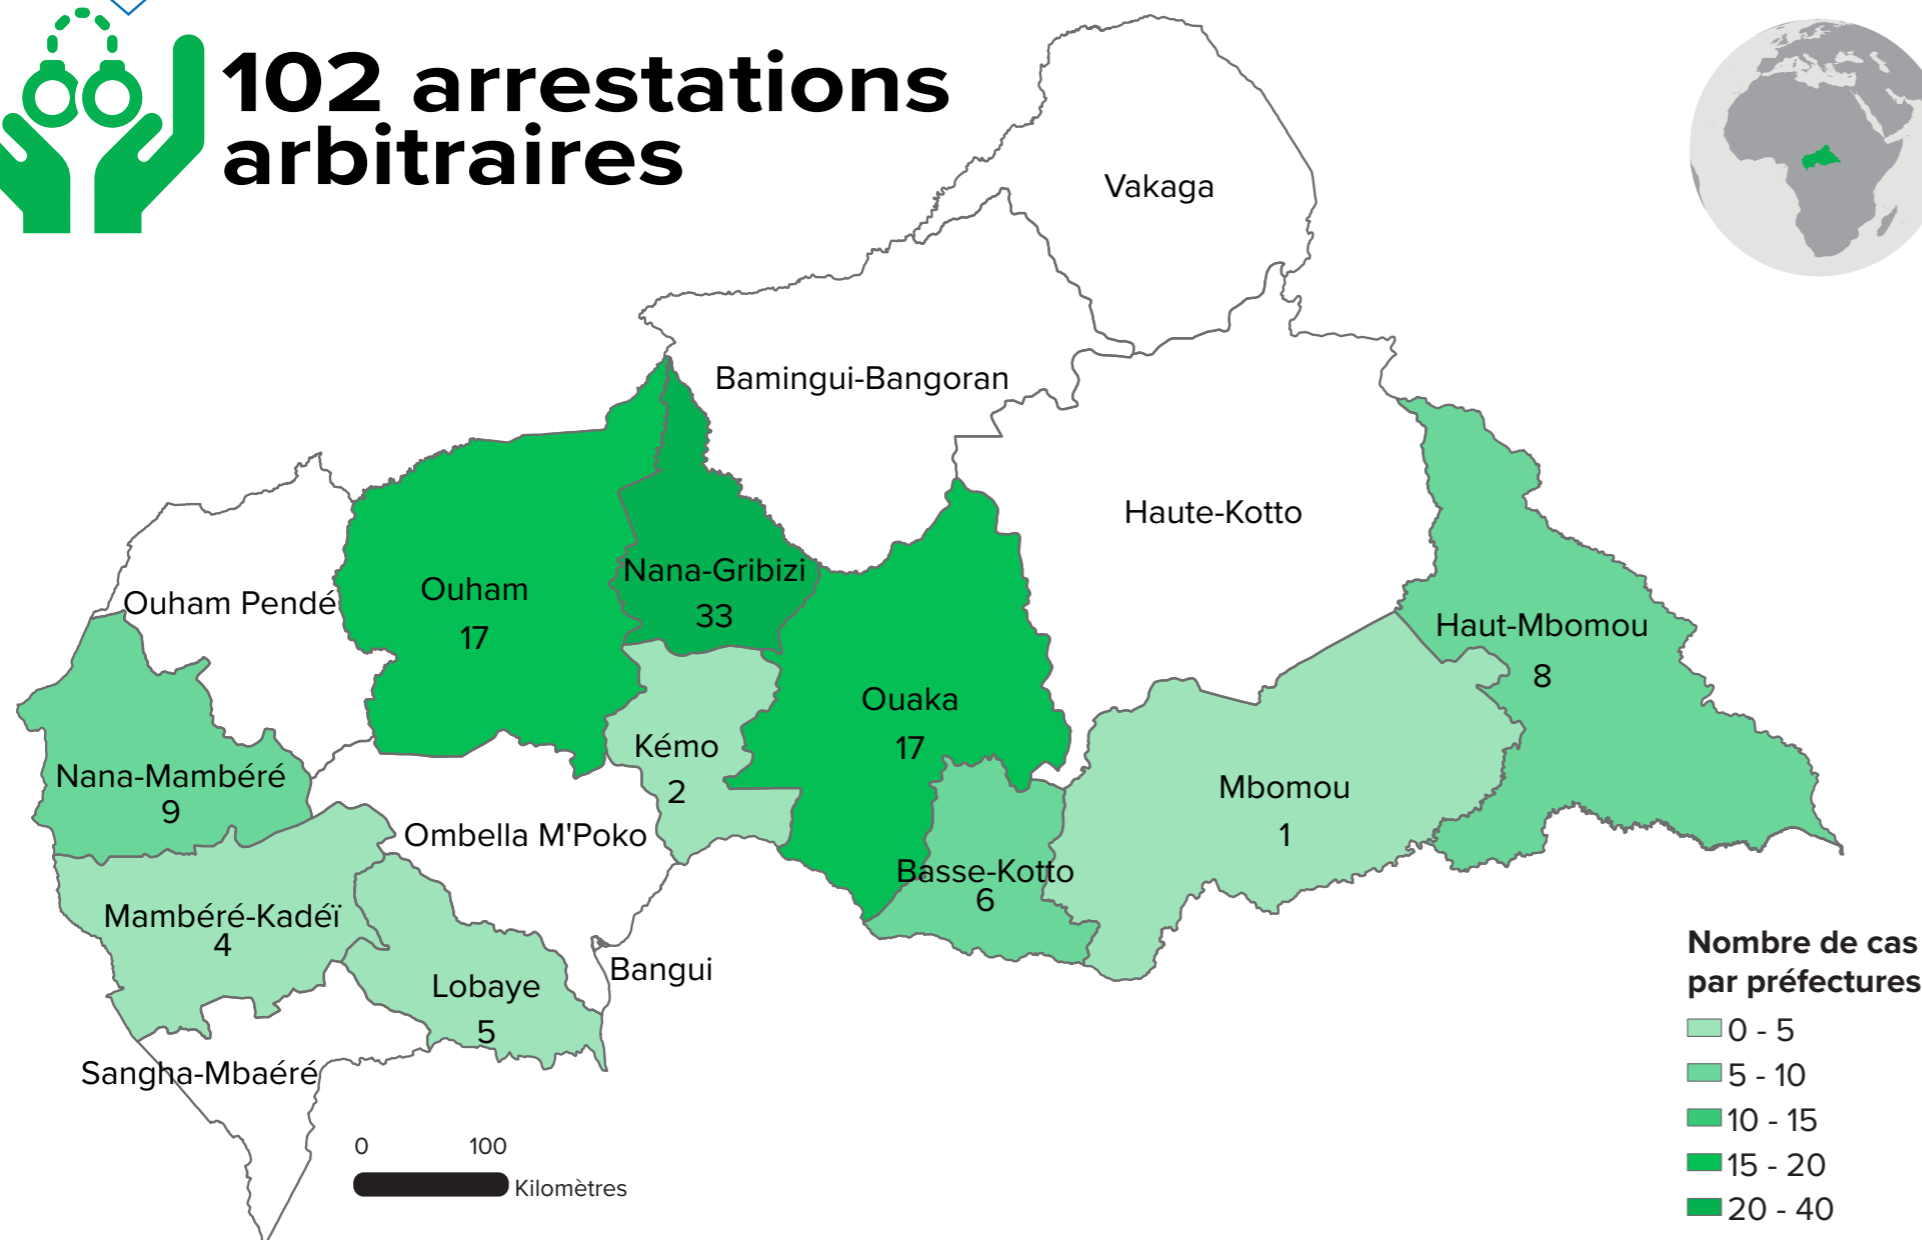 102 arrestations
arbitraires
Vakaga
Bamingui-Bangoran
Haute-Kotto
Nana-Gribizi
33
Ouham
17
Ouham Pendé
Haut-Mbomou
8
Ouaka
17
Kémo
2
Nana-Mambéré
9
Mbomou
1
Ombella M'Poko
Basse-Kotto
6
Mambéré-Kadéï
4
Lobaye
5
Bangui
Sangha-Mbaéré
0 100
Kilomètres
Nombre de cas
par préfectures
0 - 5
5 - 10
10 - 15
15 - 20
20 - 40